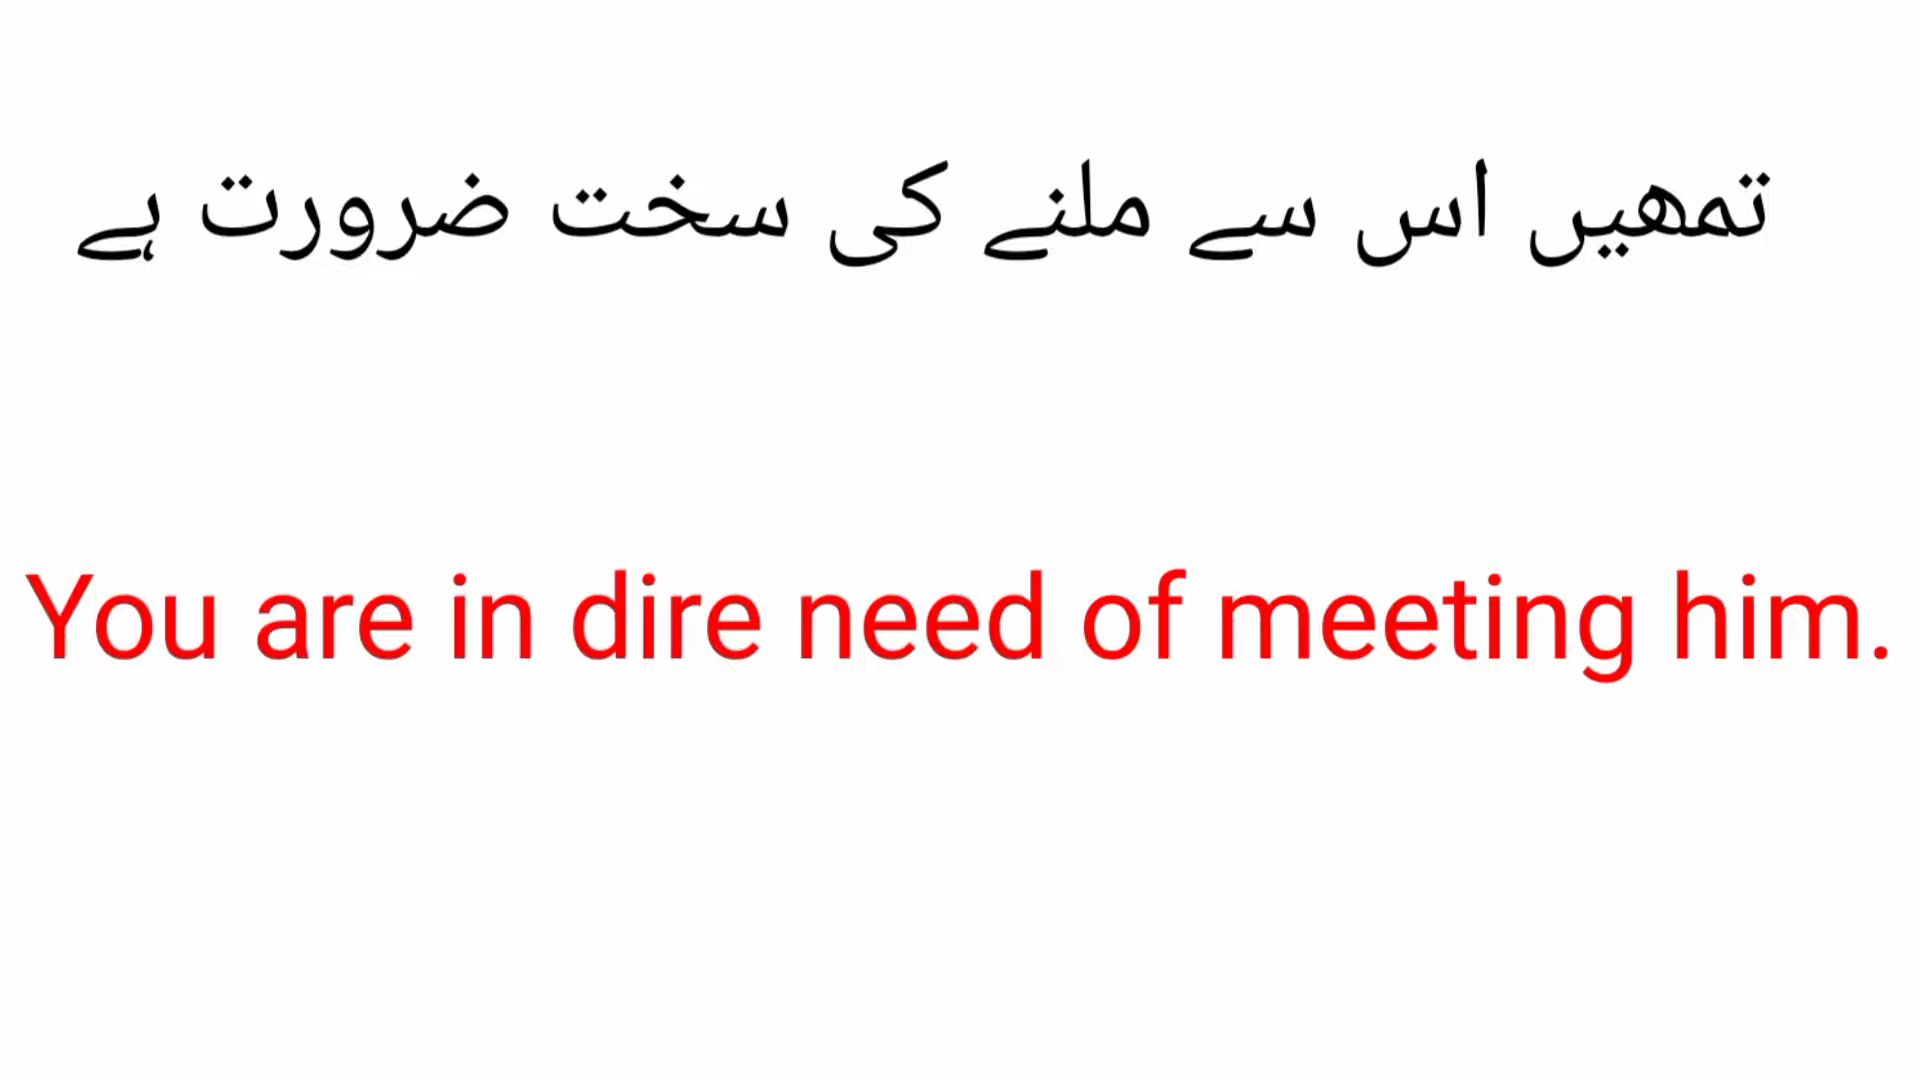 تمھیں اس سے ملنے کی سخت ضرورت ہے
You are in dire need of meeting him.